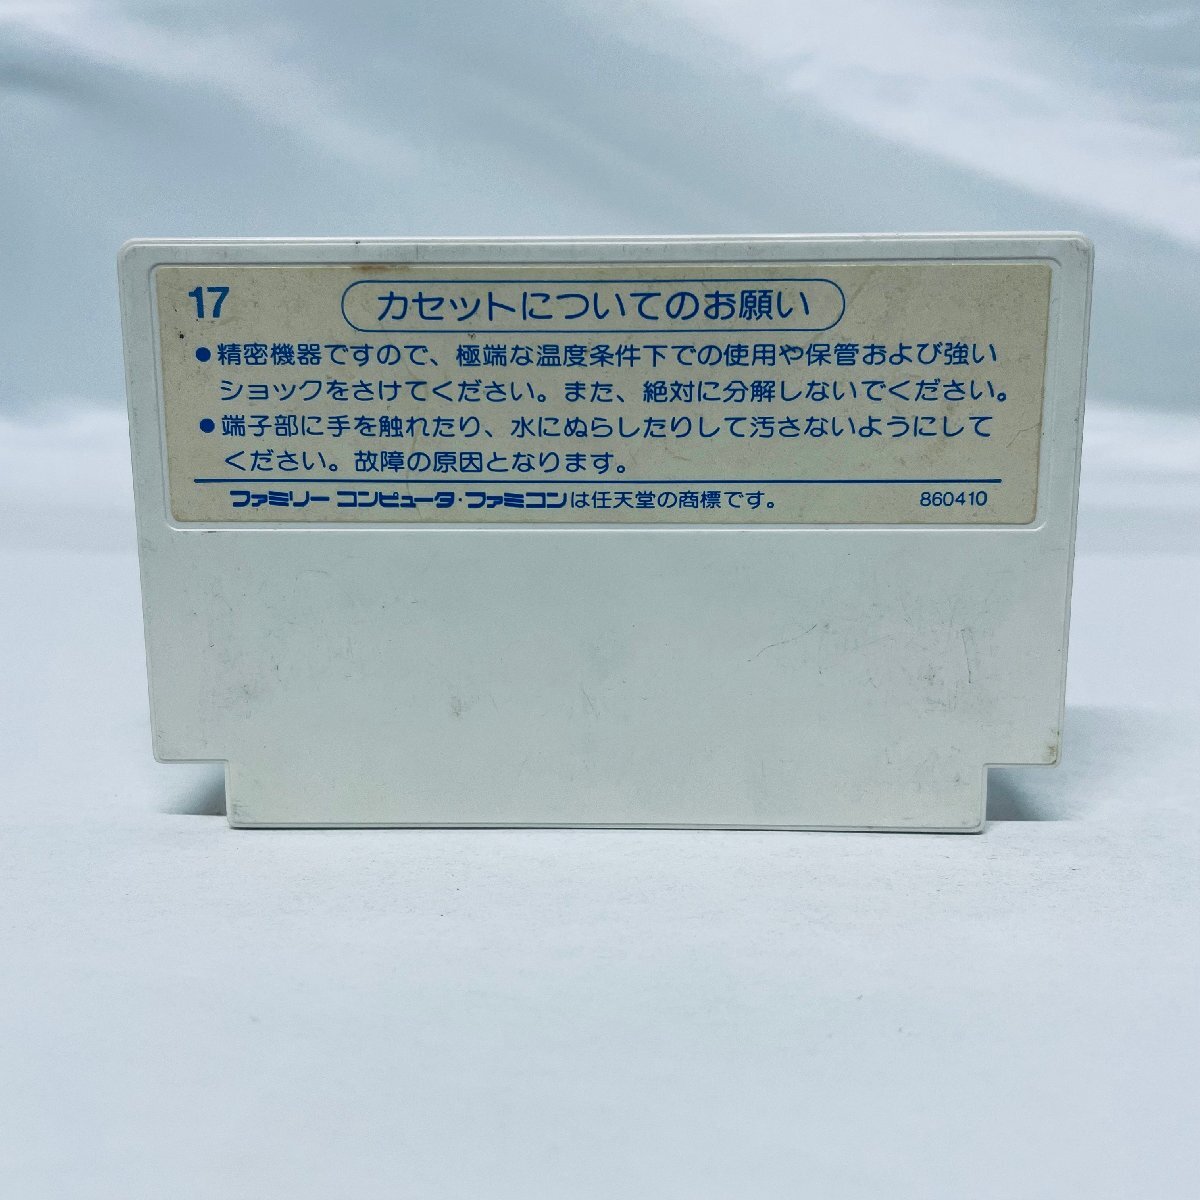 17
カセットについてのお願い
●精密機器ですので、極端な温度条件下での使用や保管および強い
ショックをさけてください。また、絶対に分解しないでください。
●端子部に手を触れたり、水にぬらしたりして汚さないようにして
ください。故障の原因となります。
ファミリーコンピュータ・ファミコンは任天堂の商標です。 860410